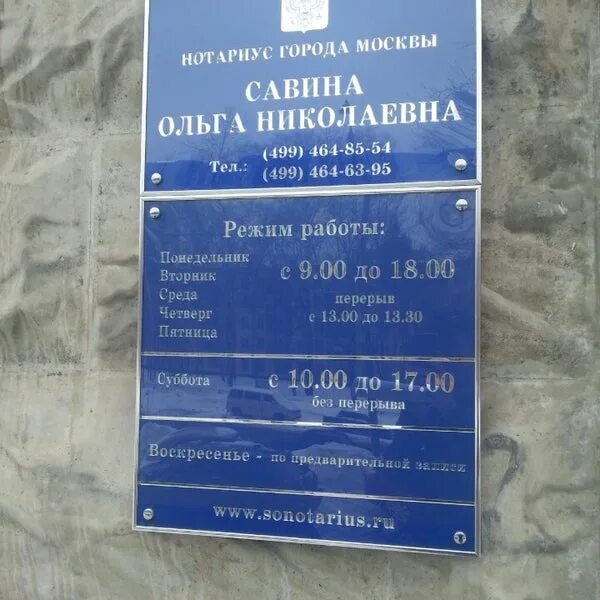 НОТАРИУС ГОРОДА МОСКВЫ
САВИНА
ОЛЬГА НИКОЛАЕВНА
Тел.: (499) 464-85-54
(499) 464-63-95
Режим работы:
Понедельник
Вторник
Среда
Четверг
Пятница
с 9.00 до 18.00
перерыв
с 13.00 до 13.30
Суббота с 10.00 до 17.00
без перерыва
Воскресенье - по предварительной записи
www.sonotarius.ru